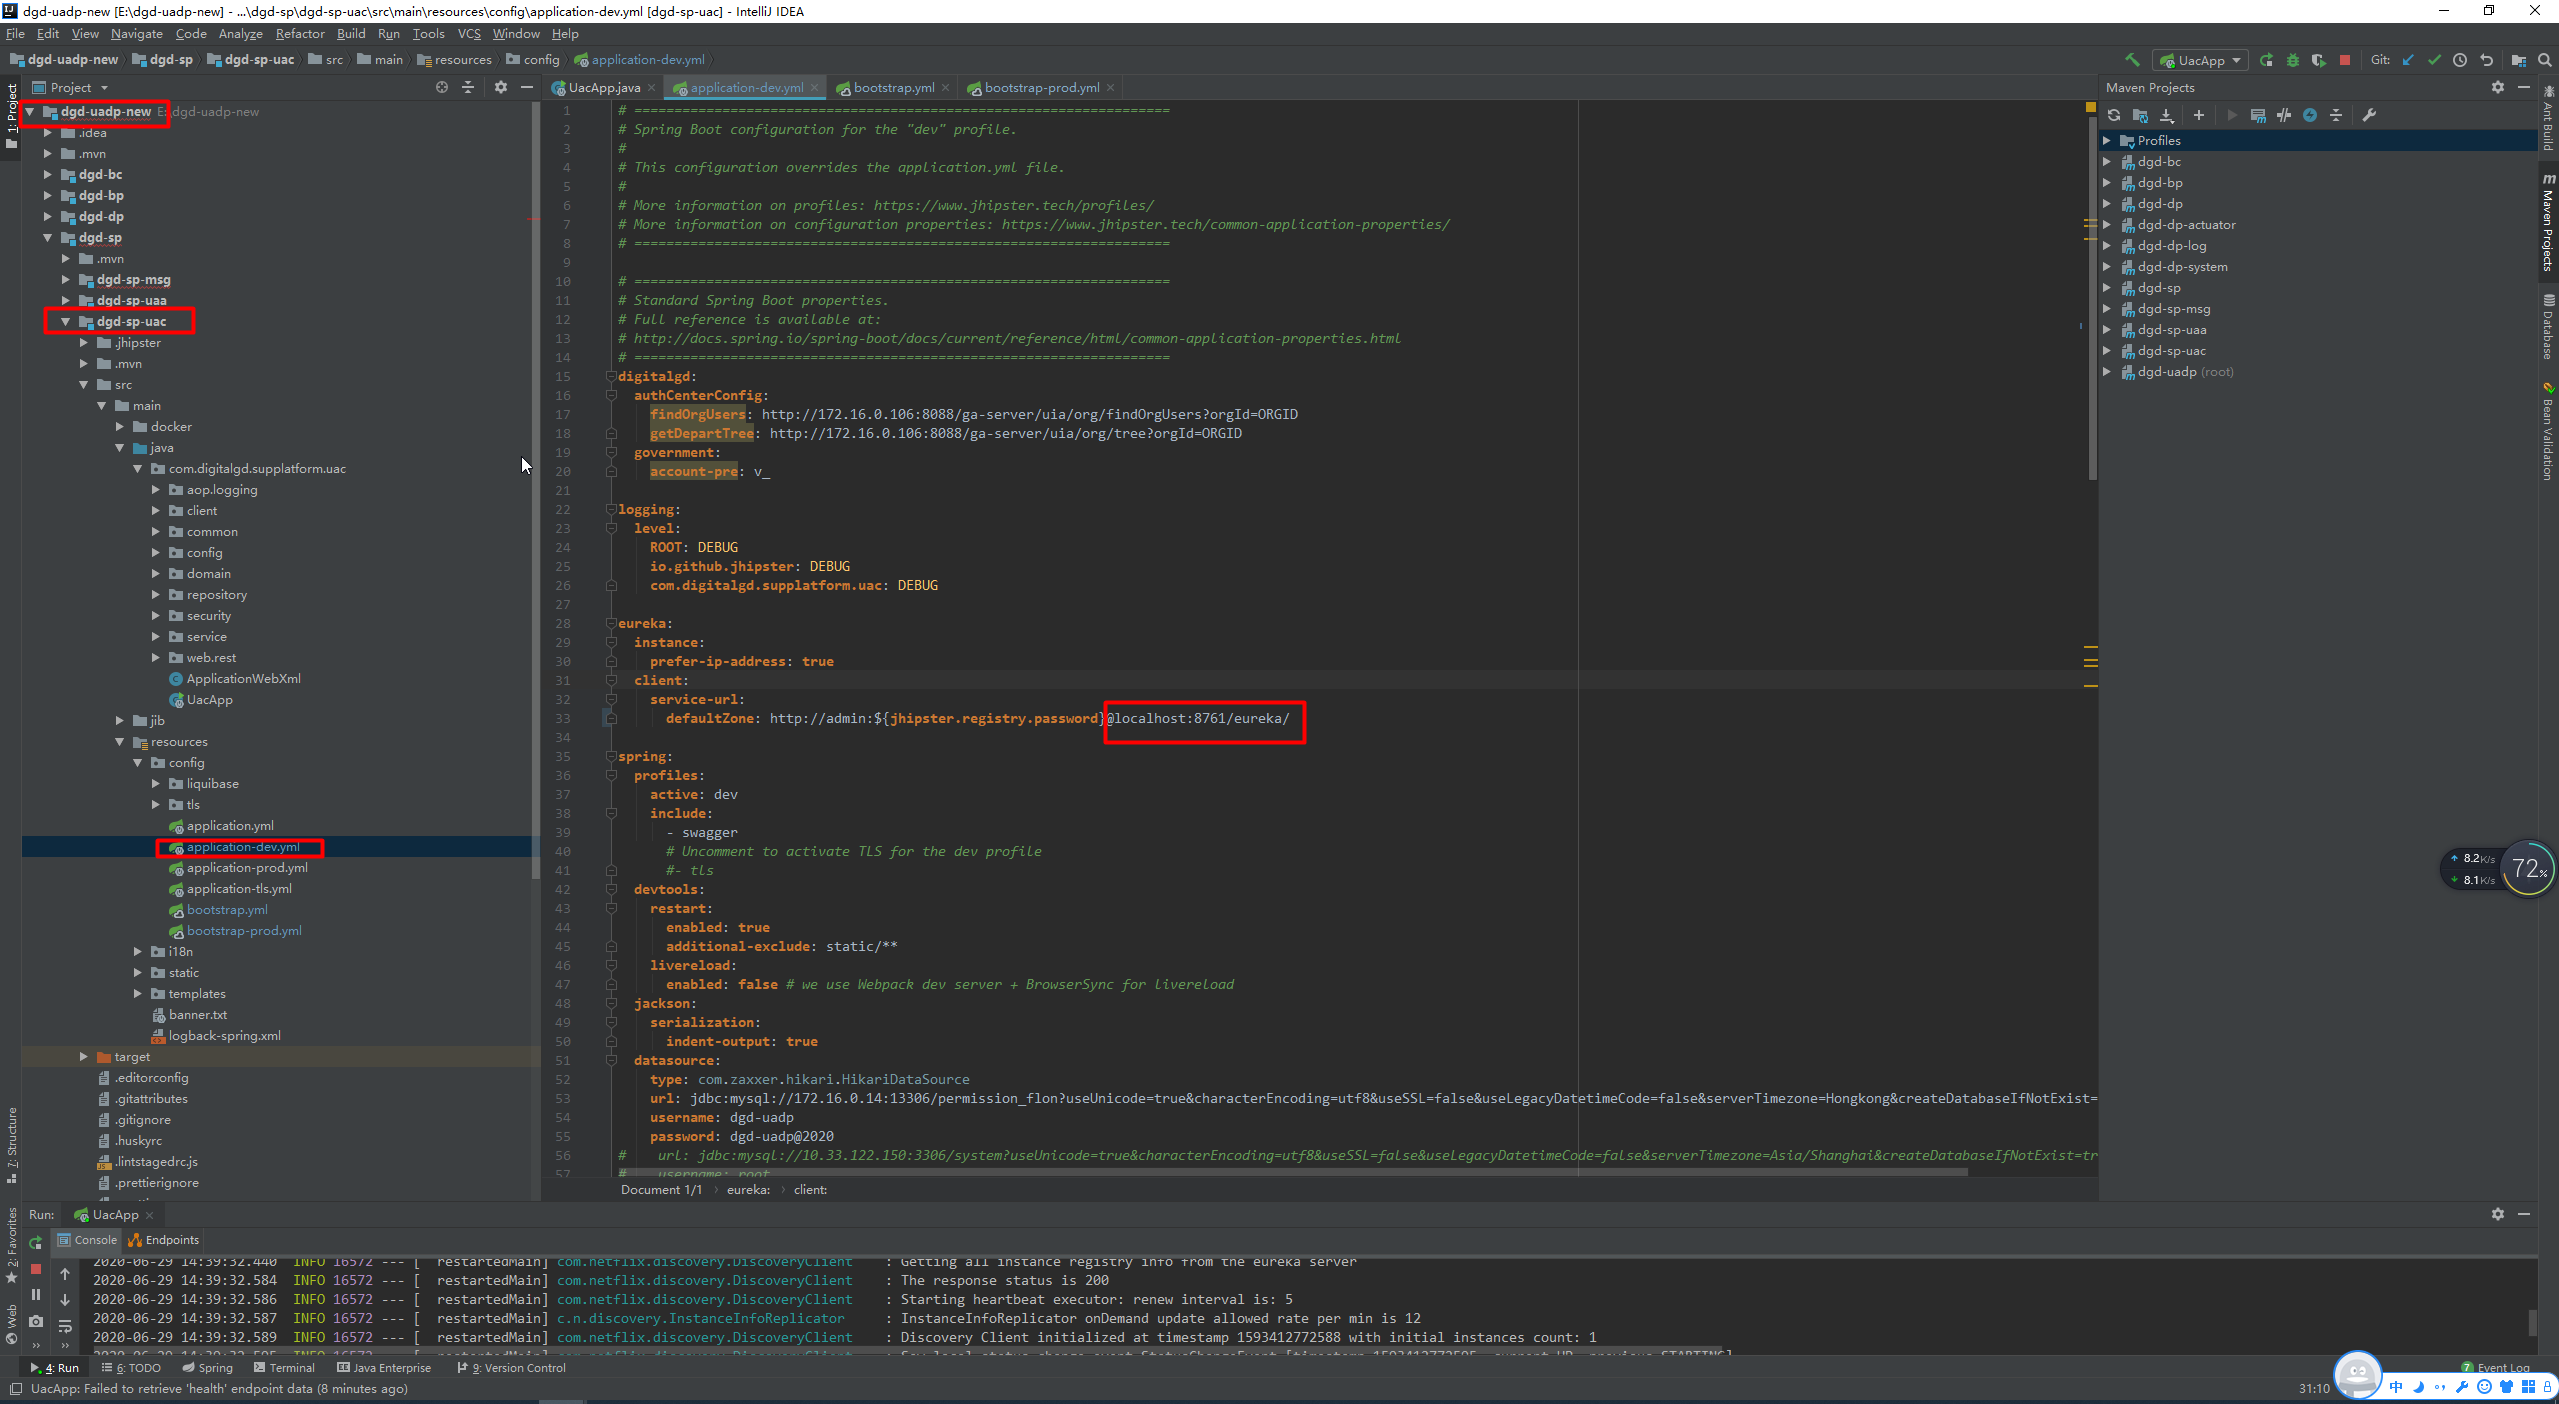 dgd-uadp-new [E:\dgd-uadp-new] - ...\dgd-sp\dgd-sp-uac\src\main\resources\config\application-dev.yml [dgd-sp-uac] - IntelliJ IDEA
File Edit View Navigate Code Analyze Refactor Build Run Tools VCS Window Help
dgd-uadp-new dgd-sp dgd-sp-uac src main resources config application-dev.yml
UacApp Git:
Project
UacApp.java application-dev.yml bootstrap.yml bootstrap-prod.yml
Maven Projects
1: Project
7: Structure
2: Favorites
Web
dgd-uadp-new E:\dgd-uadp-new
.idea
.mvn
dgd-bc
dgd-bp
dgd-dp
dgd-sp
.mvn
dgd-sp-msg
dgd-sp-uaa
dgd-sp-uac
.jhipster
.mvn
src
main
docker
java
com.digitalgd.supplatform.uac
aop.logging
client
common
config
domain
repository
security
service
web.rest
ApplicationWebXml
UacApp
jib
resources
config
liquibase
tls
application.yml
application-dev.yml
application-prod.yml
application-tls.yml
bootstrap.yml
bootstrap-prod.yml
i18n
static
templates
banner.txt
logback-spring.xml
target
.editorconfig
.gitattributes
.gitignore
.huskyrc
.lintstagedrc.js
.prettierignore
1 # ===================================================================
2 # Spring Boot configuration for the "dev" profile.
3 #
4 # This configuration overrides the application.yml file.
5 #
6 # More information on profiles: https://www.jhipster.tech/profiles/
7 # More information on configuration properties: https://www.jhipster.tech/common-application-properties/
8 # ===================================================================
9
10 # ===================================================================
11 # Standard Spring Boot properties.
12 # Full reference is available at:
13 # http://docs.spring.io/spring-boot/docs/current/reference/html/common-application-properties.html
14 # ===================================================================
15 digitalgd:
16 authCenterConfig:
17 findOrgUsers: http://172.16.0.106:8088/ga-server/uia/org/findOrgUsers?orgId=ORGID
18 getDepartTree: http://172.16.0.106:8088/ga-server/uia/org/tree?orgId=ORGID
19 government:
20 account-pre: v_
21
22 logging:
23 level:
24 ROOT: DEBUG
25 io.github.jhipster: DEBUG
26 com.digitalgd.supplatform.uac: DEBUG
27
28 eureka:
29 instance:
30 prefer-ip-address: true
31 client:
32 service-url:
33 defaultZone: http://admin:${jhipster.registry.password}@localhost:8761/eureka/
34
35 spring:
36 profiles:
37 active: dev
38 include:
39 - swagger
40 # Uncomment to activate TLS for the dev profile
41 #- tls
42 devtools:
43 restart:
44 enabled: true
45 additional-exclude: static/**
46 livereload:
47 enabled: false # we use Webpack dev server + BrowserSync for livereload
48 jackson:
49 serialization:
50 indent-output: true
51 datasource:
52 type: com.zaxxer.hikari.HikariDataSource
53 url: jdbc:mysql://172.16.0.14:13306/permission_flon?useUnicode=true&characterEncoding=utf8&useSSL=false&useLegacyDatetimeCode=false&serverTimezone=Hongkong&createDatabaseIfNotExist=
54 username: dgd-uadp
55 password: dgd-uadp@2020
56 # url: jdbc:mysql://10.33.122.150:3306/system?useUnicode=true&characterEncoding=utf8&useSSL=false&useLegacyDatetimeCode=false&serverTimezone=Asia/Shanghai&createDatabaseIfNotExist=tr
57 # username: root
Document 1/1 eureka: client:
Profiles
dgd-bc
dgd-bp
dgd-dp
dgd-dp-actuator
dgd-dp-log
dgd-dp-system
dgd-sp
dgd-sp-msg
dgd-sp-uaa
dgd-sp-uac
dgd-uadp (root)
Ant Build
Maven Projects
Database
Bean Validation
8.2K/s
8.1K/s
72%
Run: UacApp
Console Endpoints
2020-06-29 14:39:32.440 INFO 16572 --- [ restartedMain] com.netflix.discovery.DiscoveryClient : Getting all instance registry info from the eureka server
2020-06-29 14:39:32.584 INFO 16572 --- [ restartedMain] com.netflix.discovery.DiscoveryClient : The response status is 200
2020-06-29 14:39:32.586 INFO 16572 --- [ restartedMain] com.netflix.discovery.DiscoveryClient : Starting heartbeat executor: renew interval is: 5
2020-06-29 14:39:32.587 INFO 16572 --- [ restartedMain] c.n.discovery.InstanceInfoReplicator : InstanceInfoReplicator onDemand update allowed rate per min is 12
2020-06-29 14:39:32.589 INFO 16572 --- [ restartedMain] com.netflix.discovery.DiscoveryClient : Discovery Client initialized at timestamp 1593412772588 with initial instances count: 1
4: Run 6: TODO Spring Terminal Java Enterprise 9: Version Control 7 Event Log
UacApp: Failed to retrieve 'health' endpoint data (8 minutes ago)
31:10
中